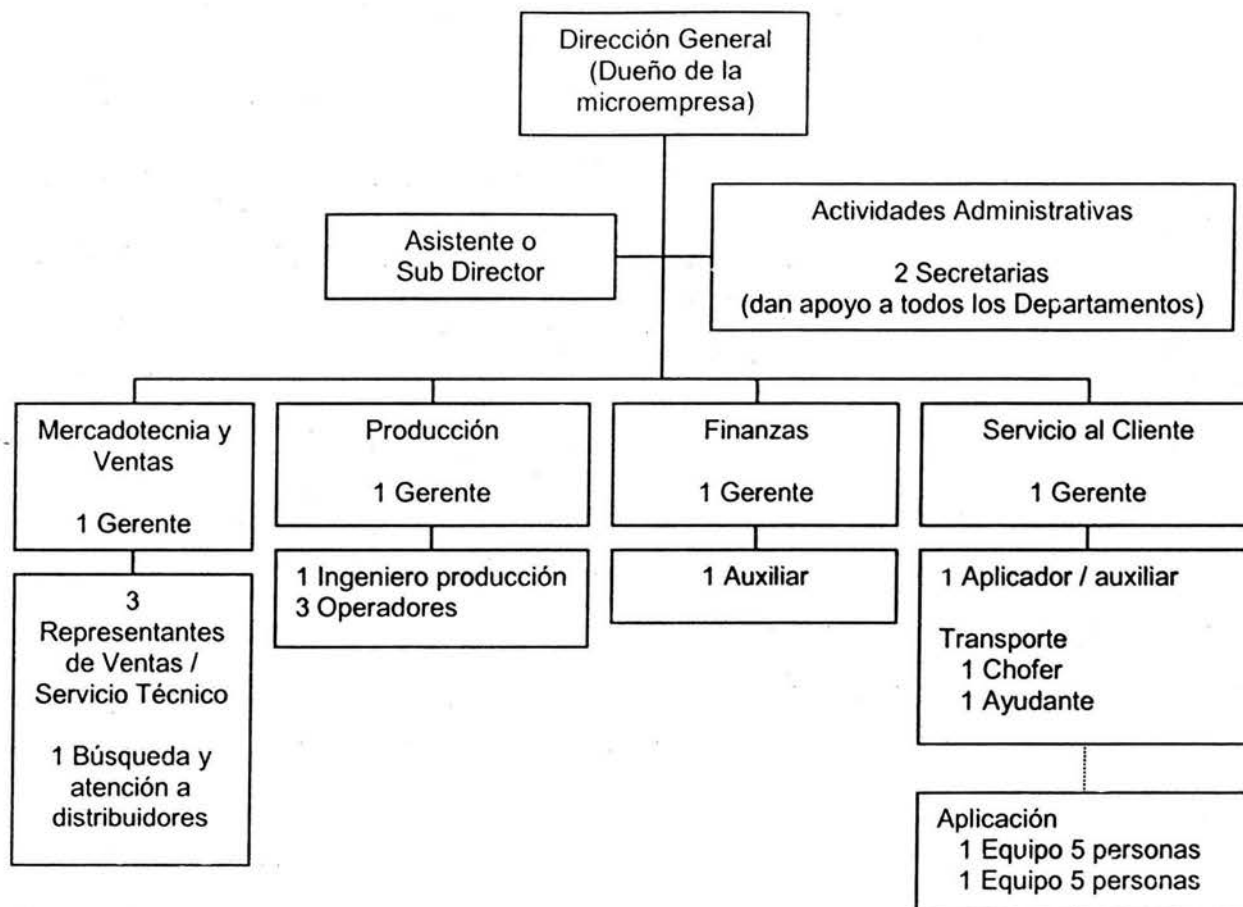 Dirección General
(Dueño de la
microempresa)
Asistente o
Sub Director
Actividades Administrativas
2 Secretarias
(dan apoyo a todos los Departamentos)
Mercadotecnia y
Ventas
1 Gerente
Producción
1 Gerente
Finanzas
1 Gerente
Servicio al Cliente
1 Gerente
3
Representantes
de Ventas /
Servicio Técnico
1 Búsqueda y
atención a
distribuidores
1 Ingeniero producción
3 Operadores
1 Auxiliar
1 Aplicador / auxiliar
Transporte
1 Chofer
1 Ayudante
Aplicación
1 Equipo 5 personas
1 Equipo 5 personas